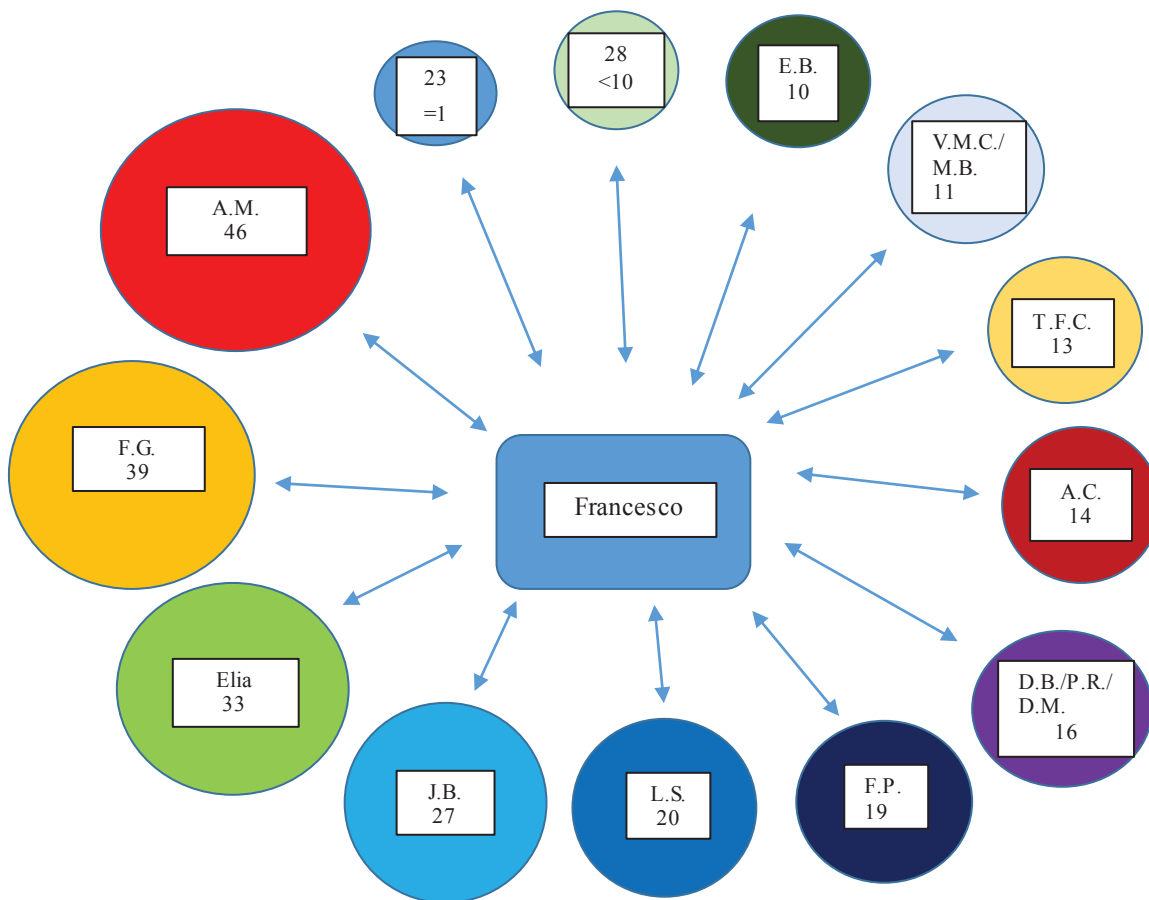 23
=1
28
<10
E.B.
10
V.M.C./
M.B.
11
A.M.
46
T.F.C.
13
F.G.
39
Francesco
A.C.
14
Elia
33
D.B./P.R./
D.M.
16
J.B.
27
L.S.
20
F.P.
19